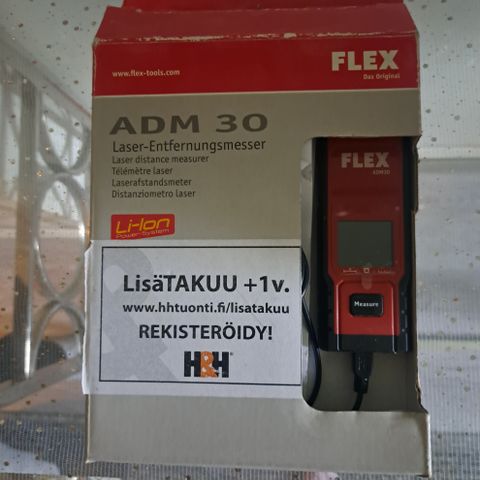 www.flex-tools.com
FLEX
Das Original
ADM 30
Laser-Entfernungsmesser
Laser distance measurer
Télémètre laser
Laserafstandsmeter
Distanziometro laser
Li-Ion
Power-System
FLEX
ADM30
Measure
LisäTAKUU +1v.
www.hhtuonti.fi/lisatakuu
REKISTERÖIDY!
H&H